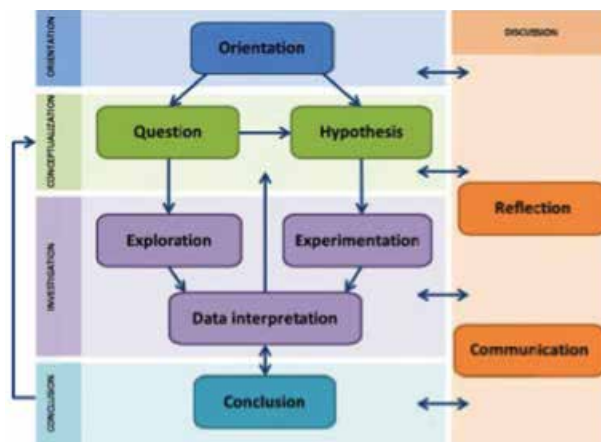 ORIENTATION
Orientation
DISCUSSION
CONCEPTUALIZATION
Question
Hypothesis
Reflection
INVESTIGATION
Exploration
Experimentation
Data interpretation
Communication
CONCLUSION
Conclusion